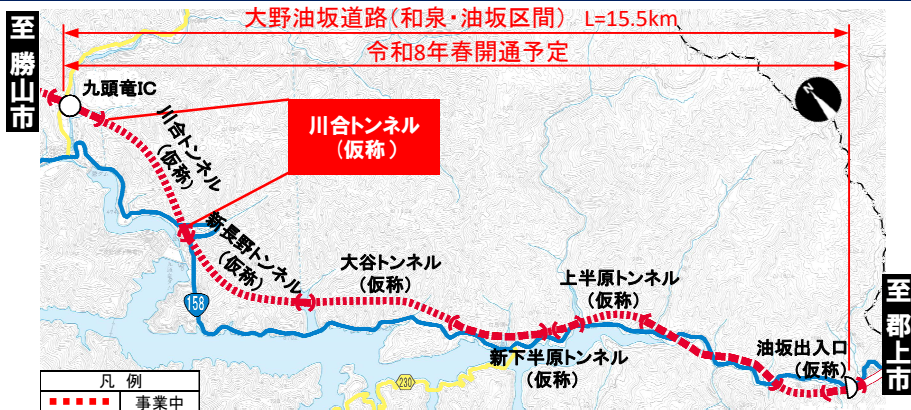 大野油坂道路(和泉・油坂区間) L=15.5km
令和8年春開通予定
至 勝山市
九頭竜IC
川合トンネル
(仮称)
川合トンネル
(仮称)
N
新長野トンネル
(仮称)
大谷トンネル
(仮称)
上半原トンネル
(仮称)
158
新下半原トンネル
(仮称)
油坂出入口
(仮称)
至 郡上市
230
凡 例
事業中